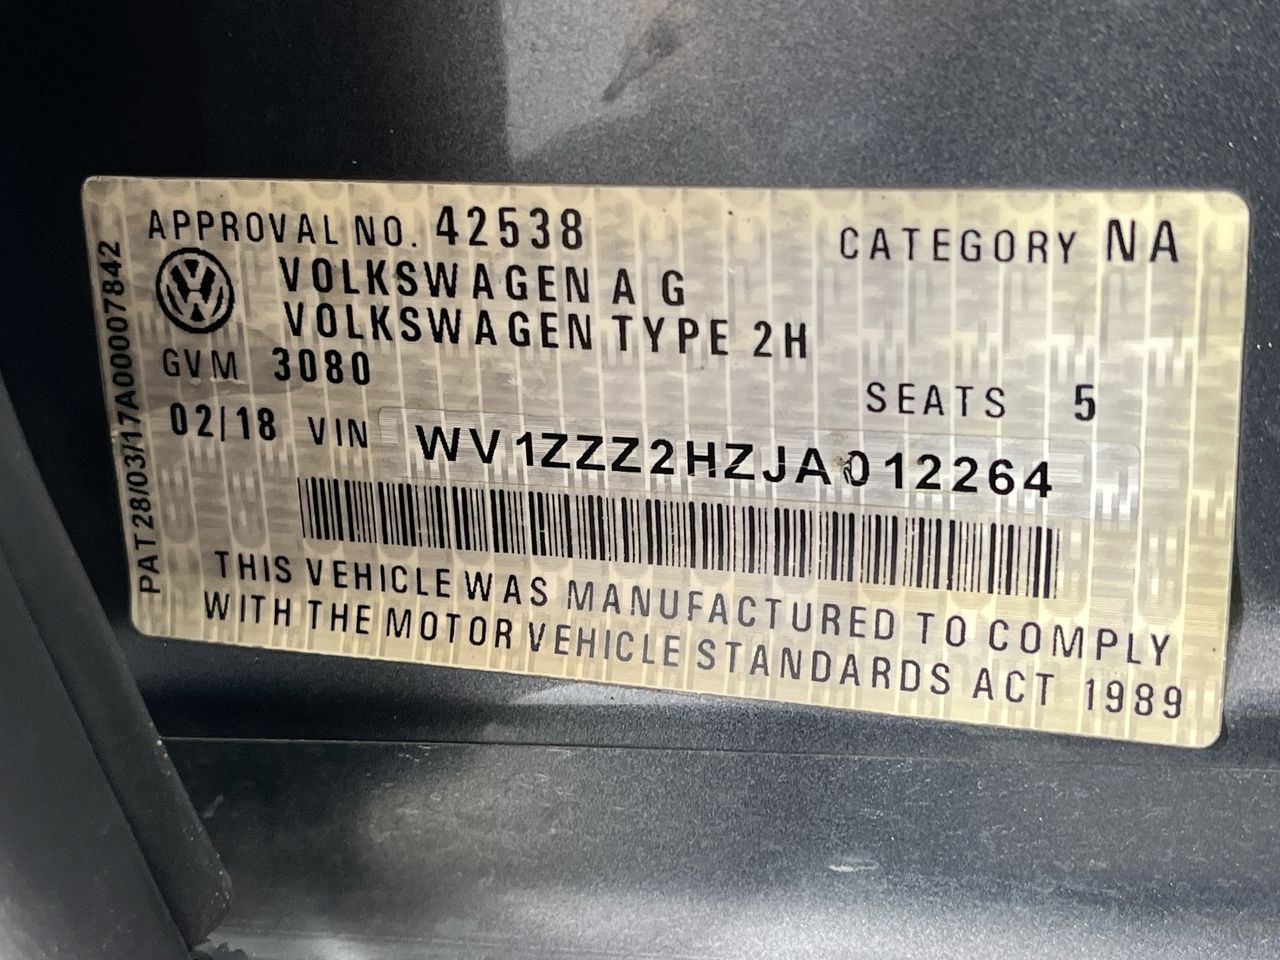 APPROVAL NO. 42538
CATEGORY NA
VOLKSWAGEN AG
VOLKSWAGEN TYPE 2H
GVM 3080
SEATS 5
02/18 VIN WV1ZZZ2HZJA012264
THIS VEHICLE WAS MANUFACTURED TO COMPLY
WITH THE MOTOR VEHICLE STANDARDS ACT 1989
PAT28/03/17A00007842